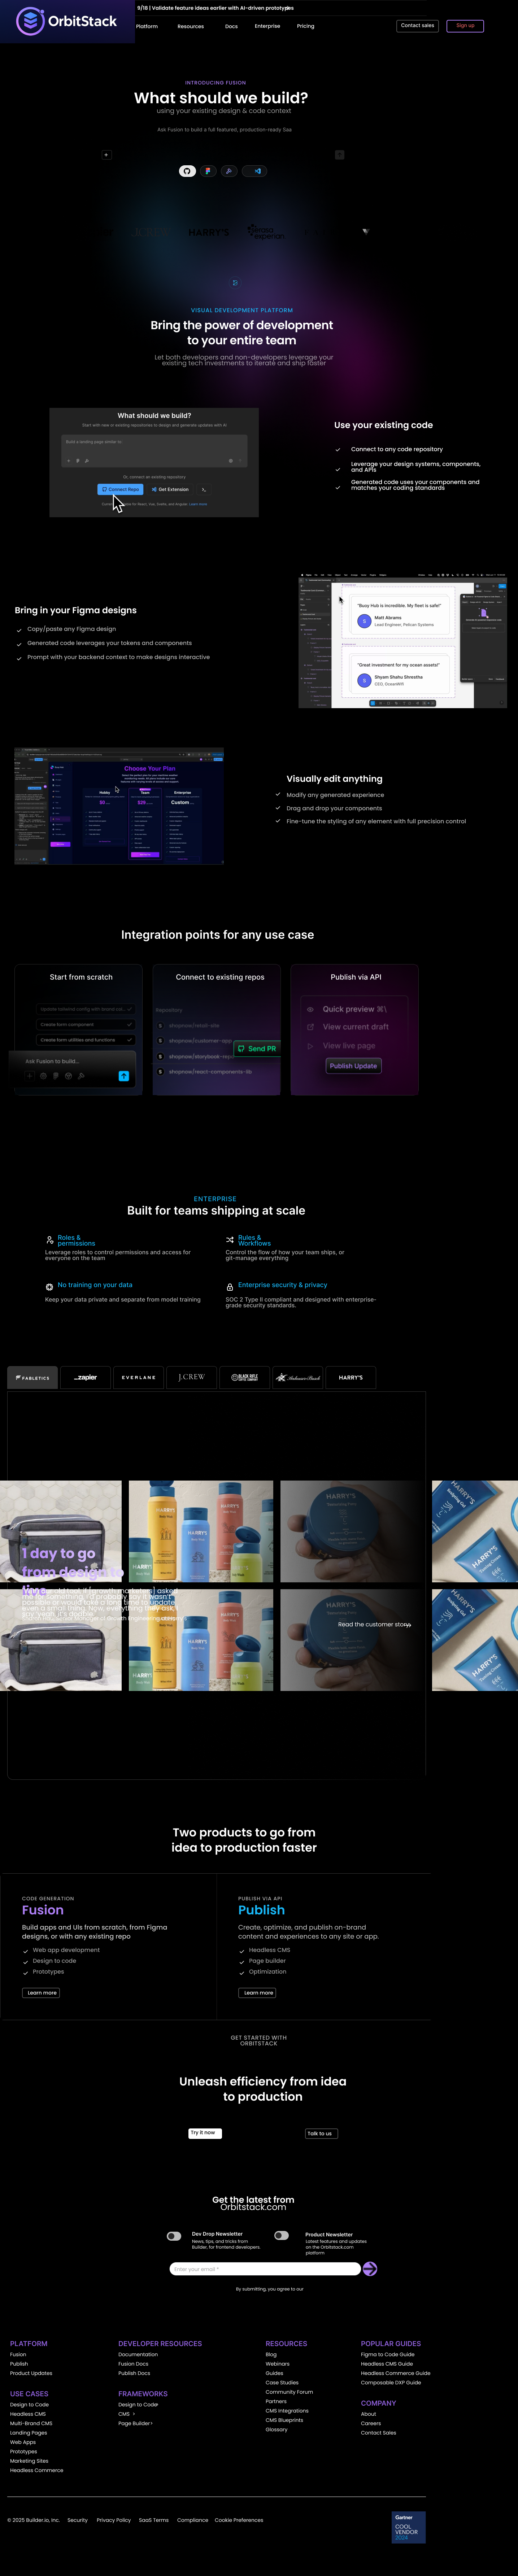 OrbitStack
9/18 | Validate feature ideas earlier with AI-driven prototypes
Platform
Resources
Docs
Enterprise
Pricing
Contact sales
Sign up
INTRODUCING FUSION
What should we build?
using your existing design & code context
Ask Fusion to build a full featured, production-ready Saa
HARRY'S
VISUAL DEVELOPMENT PLATFORM
Bring the power of development
to your entire team
Let both developers and non-developers leverage your
existing tech investments to iterate and ship faster
What should we build?
Start with new or existing repositories to design and generate updates with AI
Build a landing page similar to
Or, connect an existing repository
Connect Repo
Get Extension
Learn more
Use your existing code
Connect to any code repository
Leverage your design systems, components,
and APIs
Generated code uses your components and
matches your coding standards
Bring in your Figma designs
Copy/paste any Figma design
Generated code leverages your tokens and components
Prompt with your backend context to make designs interactive
"Busy Hub is incredible. My fleet is safe!"
S
Matt Abrams
Lead Engineer, Pelican Systems
"Great investment for my ocean assets!"
S
Shyam Shahu Shrestha
CEO, OceanWifi
Choose Your Plan
Hobby
Team
Enterprise
$0
$26
Custom
Visually edit anything
Modify any generated experience
Drag and drop your components
Fine-tune the styling of any element with full precision control
Integration points for any use case
Start from scratch
Create form component
Create form utilities and functions
Ask Fusion to build...
Connect to existing repos
Repository
S shopnow/retail-site
S shopnow/customer-app
S shopnow/storybook-
S shopnow/react-components-lib
Send PR
Publish via API
Quick preview ⌘\
View current draft
View live page
Publish Update
ENTERPRISE
Built for teams shipping at scale
Roles &
permissions
Leverage roles to control permissions and access for
everyone on the team
Rules &
Workflows
Control the flow of how your team ships, or
git-manage everything
No training on your data
Keep your data private and separate from model training
Enterprise security & privacy
SOC 2 Type II compliant and designed with enterprise-
grade security standards.
FABLETICS
zapier
EVERLANE
J.CREW
BLACK RIFLE
COFFEE COMPANY
HARRY'S
1 day to go
from design to
Read the customer story
Two products to go from
idea to production faster
CODE GENERATION
Fusion
Build apps and UIs from scratch, from Figma
designs, or with any existing repo
Web app development
Design to code
Prototypes
Learn more
PUBLISH VIA API
Publish
Create, optimize, and publish on-brand
content and experiences to any site or app.
Headless CMS
Page builder
Optimization
Learn more
GET STARTED WITH
ORBITSTACK
Unleash efficiency from idea
to production
Try it now
Talk to us
Get the latest from
Orbitstack.com
Dev Drop Newsletter
News, tips, and tricks from
Builder, for frontend developers.
Product Newsletter
Latest features and updates
on the Orbitstack.com
platform
Enter your email *
By submitting, you agree to our
PLATFORM
Fusion
Publish
Product Updates
USE CASES
Design to Code
Headless CMS
Multi-Brand CMS
Landing Pages
Web Apps
Prototypes
Marketing Sites
Headless Commerce
DEVELOPER RESOURCES
Documentation
Fusion Docs
Publish Docs
FRAMEWORKS
Design to Code>
CMS >
Page Builder>
RESOURCES
Blog
Webinars
Guides
Case Studies
Community Forum
Partners
CMS Integrations
CMS Blueprints
Glossary
POPULAR GUIDES
Figma to Code Guide
Headless CMS Guide
Headless Commerce Guide
Composable DXP Guide
COMPANY
About
Careers
Contact Sales
© 2025 Builder.io, Inc.
Security
Privacy Policy
SaaS Terms
Compliance
Cookie Preferences
Gartner
COOL
VENDOR
2024